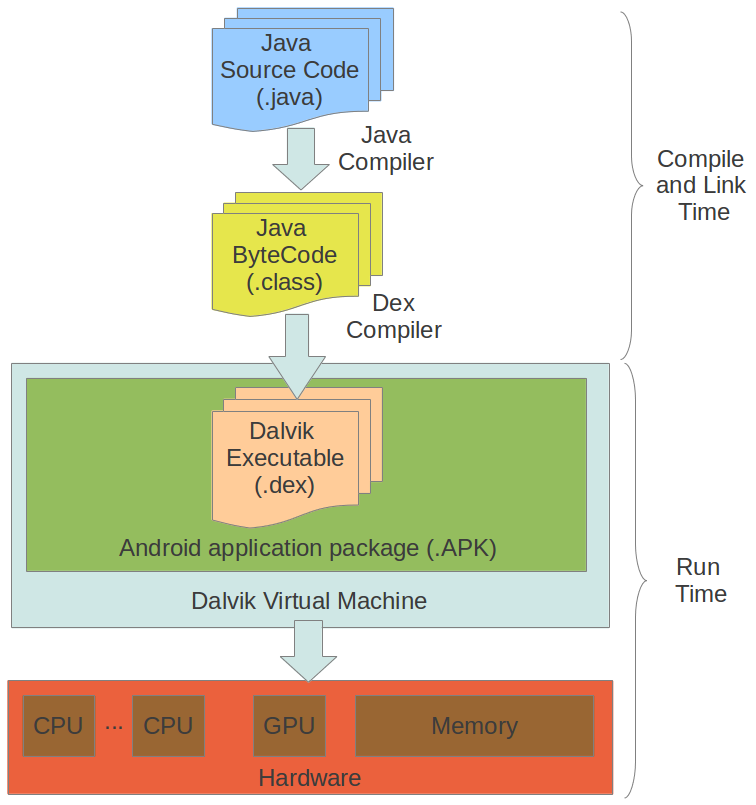 Java
Source Code
(.java)
Java
Compiler
Compile
and Link
Time
Java
ByteCode
(.class)
Dex
Compiler
Dalvik
Executable
(.dex)
Android application package (.APK)
Dalvik Virtual Machine
Run
Time
CPU ... CPU GPU Memory
Hardware